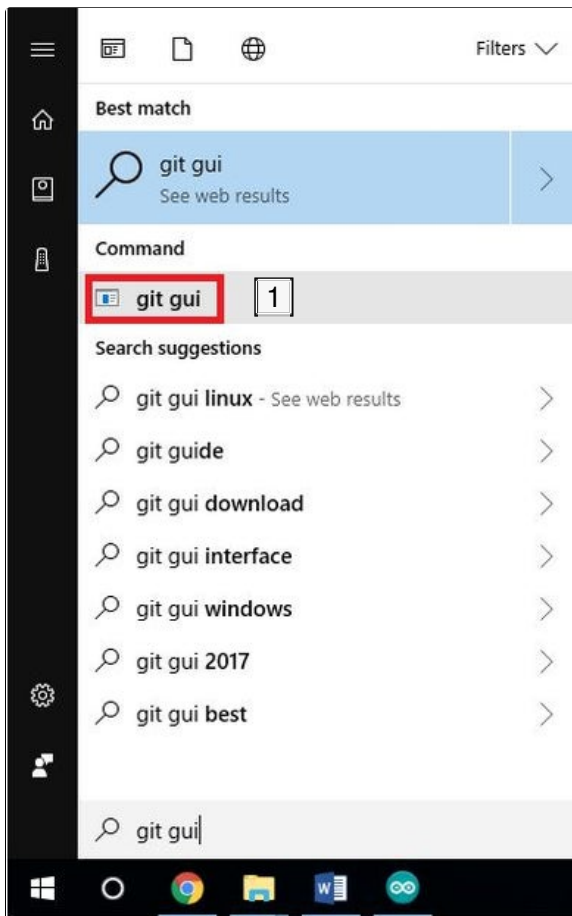 Filters
Best match
git gui
See web results
Command
git gui
1
Search suggestions
git gui linux - See web results
git guide
git gui download
git gui interface
git gui windows
git gui 2017
git gui best
git gui
W